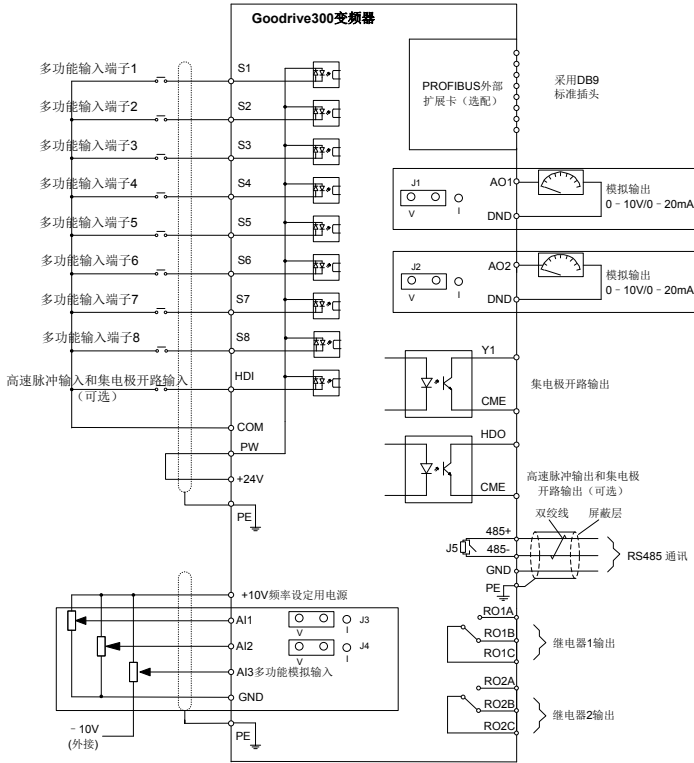 Goodrive300变频器
多功能输入端子1
S1
多功能输入端子2
S2
多功能输入端子3
S3
多功能输入端子4
S4
多功能输入端子5
S5
多功能输入端子6
S6
多功能输入端子7
S7
多功能输入端子8
S8
高速脉冲输入和集电极开路输入
（可选）
HDI
COM
PW
+24V
PE
+10V频率设定用电源
AI1
V
I
J3
AI2
V
I
J4
AI3多功能模拟输入
GND
PE
﹣10V
(外接)
PROFIBUS外部
扩展卡（选配）
采用DB9
标准插头
J1
V
I
AO1
DND
模拟输出
0﹣10V/0﹣20mA
J2
V
I
AO2
DND
模拟输出
0﹣10V/0﹣20mA
Y1
CME
集电极开路输出
HDO
CME
高速脉冲输出和集电极
开路输出（可选）
双绞线
屏蔽层
J5
485+
485-
GND
PE
RS485 通讯
RO1A
RO1B
RO1C
继电器1输出
RO2A
RO2B
RO2C
继电器2输出